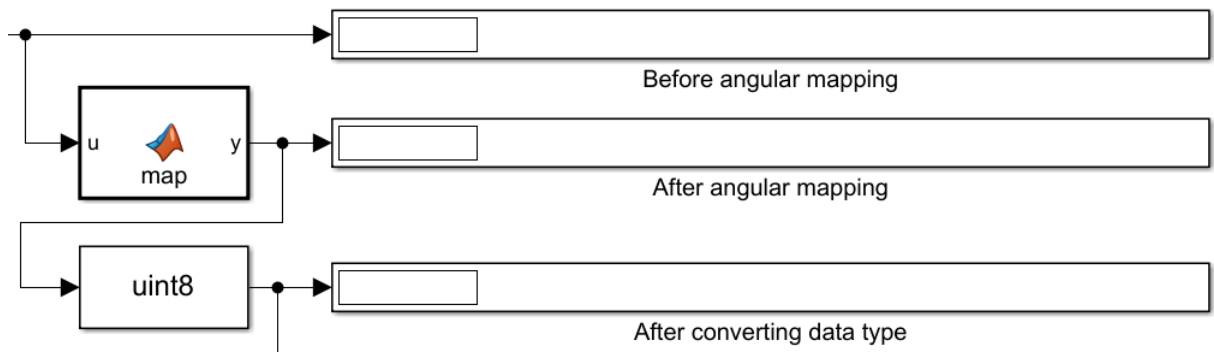 Before angular mapping
u
y
map
After angular mapping
uint8
After converting data type